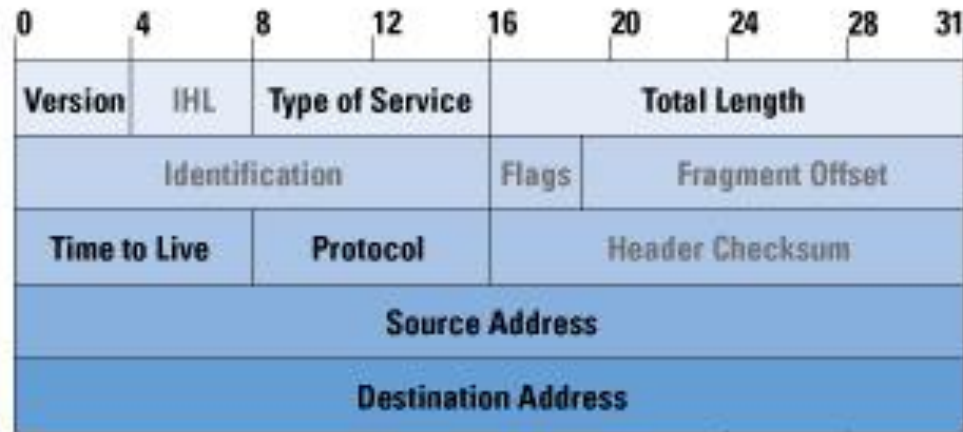 0 4 8 12 16 20 24 28 31
Version IHL Type of Service Total Length
Identification Flags Fragment Offset
Time to Live Protocol Header Checksum
Source Address
Destination Address